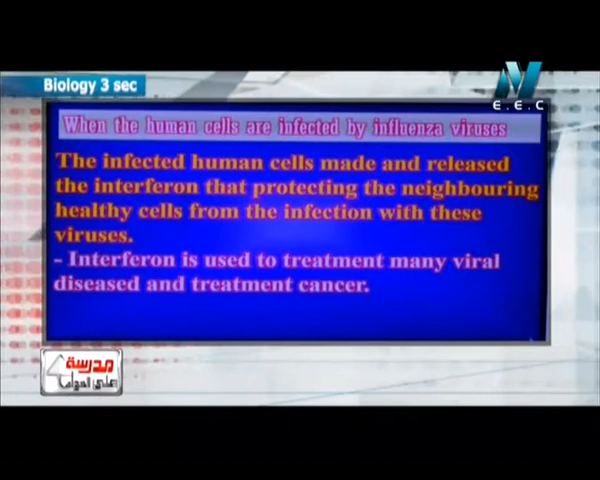 Biology 3 sec
E.E.C
When the human cells are infected by influenza viruses
The infected human cells made and released
the interferon that protecting the neighbouring
healthy cells from the infection with these
viruses.
- Interferon is used to treatment many viral
diseased and treatment cancer.
مدرسة
على الهواء